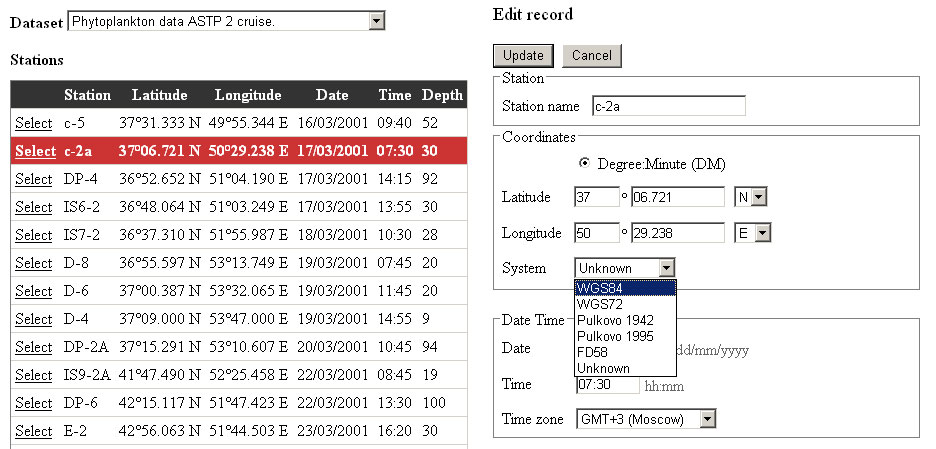 Dataset Phytoplankton data ASTP 2 cruise.
Stations
Station Latitude Longitude Date Time Depth
Select c-5 37°31.333 N 49°55.344 E 16/03/2001 09:40 52
Select c-2a 37°06.721 N 50°29.238 E 17/03/2001 07:30 30
Select DP-4 36°52.652 N 51°04.190 E 17/03/2001 14:15 92
Select IS6-2 36°48.064 N 51°03.249 E 17/03/2001 13:55 30
Select IS7-2 36°37.310 N 51°55.987 E 18/03/2001 10:30 28
Select D-8 36°55.597 N 53°13.749 E 19/03/2001 07:45 20
Select D-6 37°00.387 N 53°32.065 E 19/03/2001 11:45 20
Select D-4 37°09.000 N 53°47.000 E 19/03/2001 14:55 9
Select DP-2A 37°15.291 N 53°10.607 E 20/03/2001 10:45 94
Select IS9-2A 41°47.490 N 52°25.458 E 22/03/2001 08:45 19
Select DP-6 42°15.117 N 51°47.423 E 22/03/2001 13:30 100
Select E-2 42°56.063 N 51°44.503 E 23/03/2001 16:20 30
Edit record
Update Cancel
Station
Station name c-2a
Coordinates
Degree:Minute (DM)
Latitude 37 ° 06.721 N
Longitude 50 ° 29.238 E
System Unknown
WGS84
WGS72
Pulkovo 1942
Pulkovo 1995
FD58
Unknown
Date Time
Date dd/mm/yyyy
Time 07:30 hh:mm
Time zone GMT+3 (Moscow)